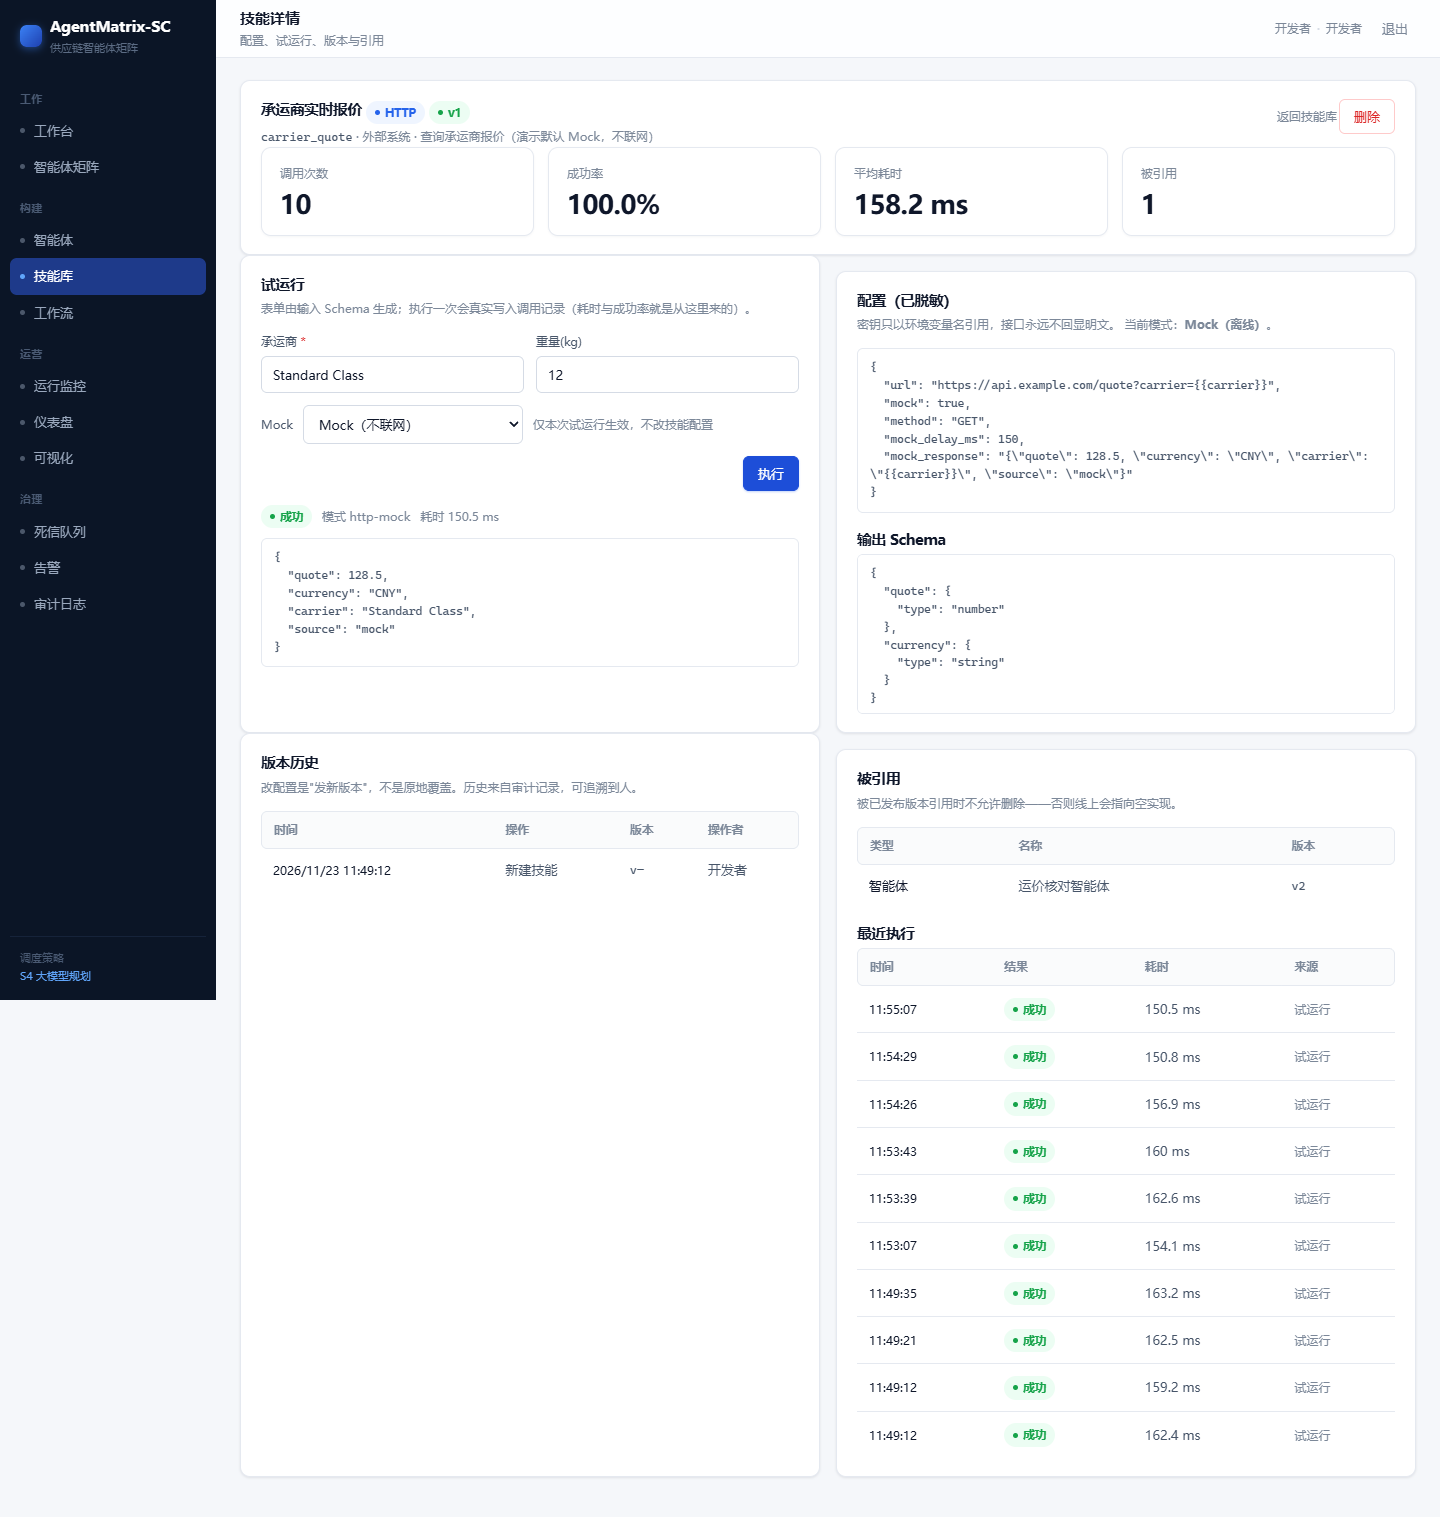 AgentMatrix-SC
供应链智能体矩阵
工作
工作台
智能体矩阵
构建
智能体
技能库
工作流
运营
运行监控
仪表盘
可视化
治理
死信队列
告警
审计日志
调度策略
S4 大模型规划
技能详情
配置、试运行、版本与引用
开发者 · 开发者 退出
承运商实时报价 HTTP v1
返回技能库 删除
carrier_quote · 外部系统 · 查询承运商报价（演示默认 Mock，不联网）
调用次数
10
成功率
100.0%
平均耗时
158.2 ms
被引用
1
试运行
表单由输入 Schema 生成；执行一次会真实写入调用记录（耗时与成功率就是从这里来的）。
承运商 * 重量(kg)
Standard Class 12
Mock Mock（不联网） 仅本次试运行生效，不改技能配置
执行
成功 模式 http-mock 耗时 150.5 ms
{
"quote": 128.5,
"currency": "CNY",
"carrier": "Standard Class",
"source": "mock"
}
配置（已脱敏）
密钥只以环境变量名引用，接口永远不回显明文。 当前模式：Mock（离线）。
{
"url": "https://api.example.com/quote?carrier={{carrier}}",
"mock": true,
"method": "GET",
"mock_delay_ms": 150,
"mock_response": "{\"quote\": 128.5, \"currency\": \"CNY\", \"carrier\":
\"{{carrier}}\", \"source\": \"mock\"}"
}
输出 Schema
{
"quote": {
"type": "number"
},
"currency": {
"type": "string"
}
}
版本历史
改配置是"发新版本"，不是原地覆盖。历史来自审计记录，可追溯到人。
时间 操作 版本 操作者
2026/11/23 11:49:12 新建技能 v— 开发者
被引用
被已发布版本引用时不允许删除——否则线上会指向空实现。
类型 名称 版本
智能体 运价核对智能体 v2
最近执行
时间 结果 耗时 来源
11:55:07 成功 150.5 ms 试运行
11:54:29 成功 150.8 ms 试运行
11:54:26 成功 156.9 ms 试运行
11:53:43 成功 160 ms 试运行
11:53:39 成功 162.6 ms 试运行
11:53:07 成功 154.1 ms 试运行
11:49:35 成功 163.2 ms 试运行
11:49:21 成功 162.5 ms 试运行
11:49:12 成功 159.2 ms 试运行
11:49:12 成功 162.4 ms 试运行